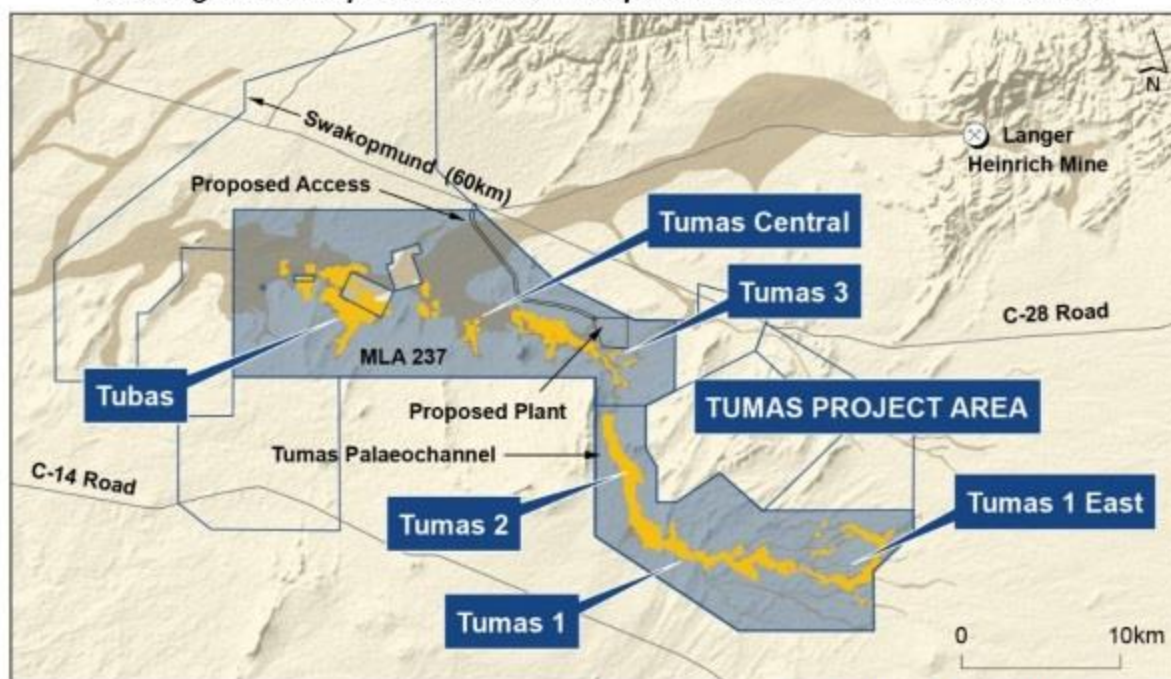 N
Langer
Heinrich Mine
Swakopmund (60km)
Proposed Access
Tumas Central
Tumas 3
C-28 Road
MLA 237
Tubas
Proposed Plant
TUMAS PROJECT AREA
Tumas Palaeochannel
C-14 Road
Tumas 2
Tumas 1 East
Tumas 1
0 10km